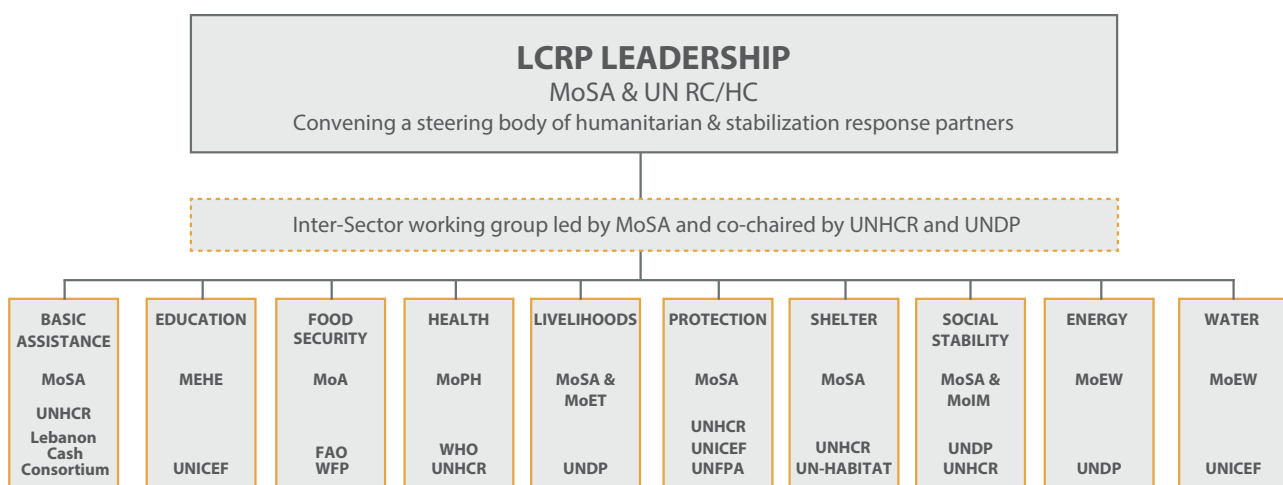 LCRP LEADERSHIP
MoSA & UN RC/HC
Convening a steering body of humanitarian & stabilization response partners
Inter-Sector working group led by MoSA and co-chaired by UNHCR and UNDP
BASIC
ASSISTANCE
MoSA
UNHCR
Lebanon
Cash
Consortium
EDUCATION
MEHE
UNICEF
FOOD
SECURITY
MoA
FAO
WFP
HEALTH
MoPH
WHO
UNHCR
LIVELIHOODS
MoSA &
MoET
UNDP
PROTECTION
MoSA
UNHCR
UNICEF
UNFPA
SHELTER
MoSA
UNHCR
UN-HABITAT
SOCIAL
STABILITY
MoSA &
MoIM
UNDP
UNHCR
ENERGY
MoEW
UNDP
WATER
MoEW
UNICEF